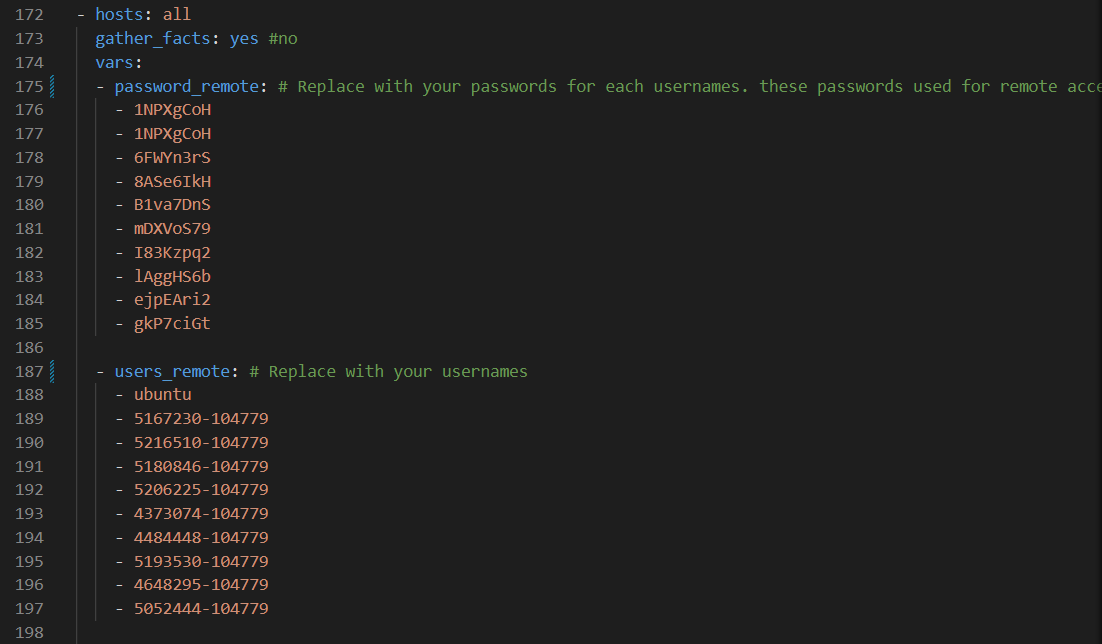 172 - hosts: all
173 gather_facts: yes #no
174 vars:
175 - password_remote: # Replace with your passwords for each usernames. these passwords used for remote acce
176 - 1NPXgCoH
177 - 1NPXgCoH
178 - 6FWYn3rS
179 - 8ASe6IkH
180 - B1va7DnS
181 - mDXVoS79
182 - I83Kzpq2
183 - lAggHS6b
184 - ejpEAri2
185 - gkP7ciGt
186
187 - users_remote: # Replace with your usernames
188 - ubuntu
189 - 5167230-104779
190 - 5216510-104779
191 - 5180846-104779
192 - 5206225-104779
193 - 4373074-104779
194 - 4484448-104779
195 - 5193530-104779
196 - 4648295-104779
197 - 5052444-104779
198